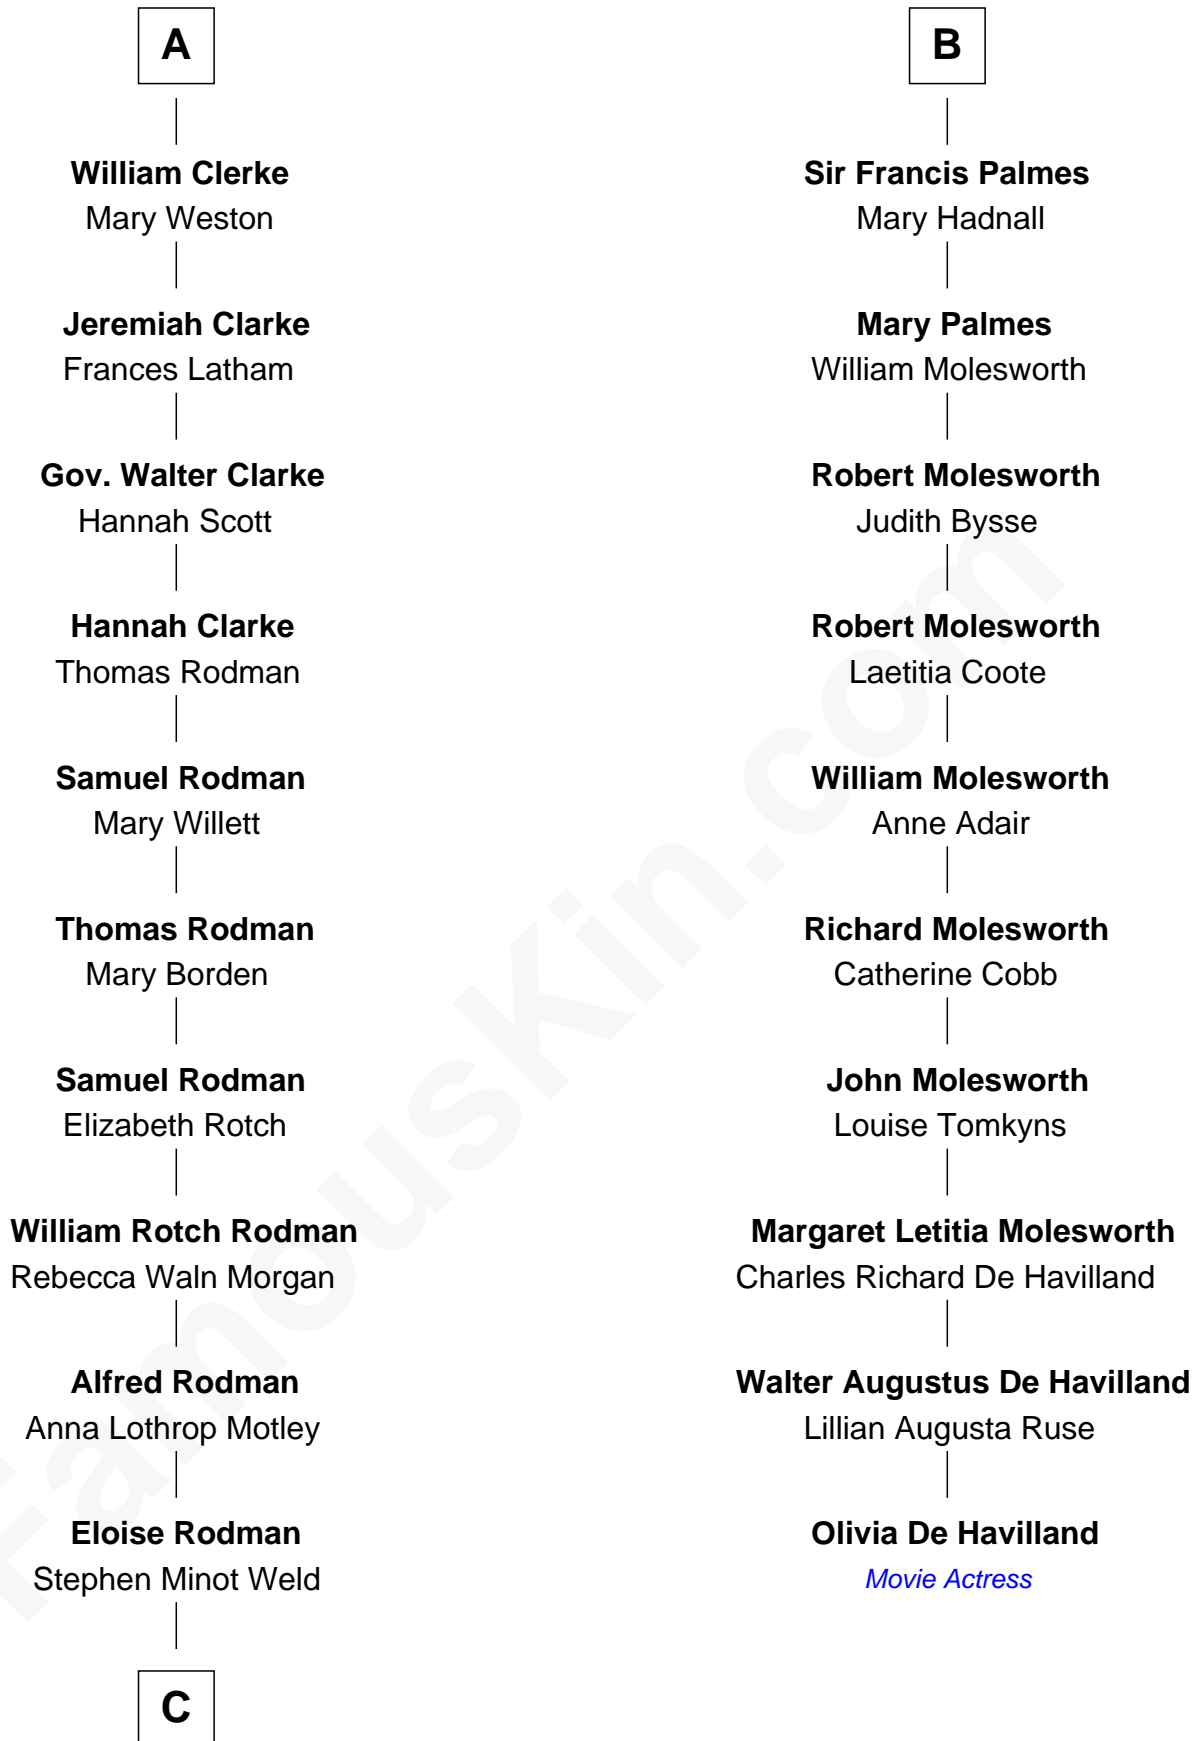 A
William Clerke
Mary Weston
Jeremiah Clarke
Frances Latham
Gov. Walter Clarke
Hannah Scott
Hannah Clarke
Thomas Rodman
Samuel Rodman
Mary Willett
Thomas Rodman
Mary Borden
Samuel Rodman
Elizabeth Rotch
William Rotch Rodman
Rebecca Waln Morgan
Alfred Rodman
Anna Lothrop Motley
Eloise Rodman
Stephen Minot Weld
C
B
Sir Francis Palmes
Mary Hadnall
Mary Palmes
William Molesworth
Robert Molesworth
Judith Bysse
Robert Molesworth
Laetitia Coote
William Molesworth
Anne Adair
Richard Molesworth
Catherine Cobb
John Molesworth
Louise Tomkyns
Margaret Letitia Molesworth
Charles Richard De Havilland
Walter Augustus De Havilland
Lillian Augusta Ruse
Olivia De Havilland
Movie Actress
FamousKin.com